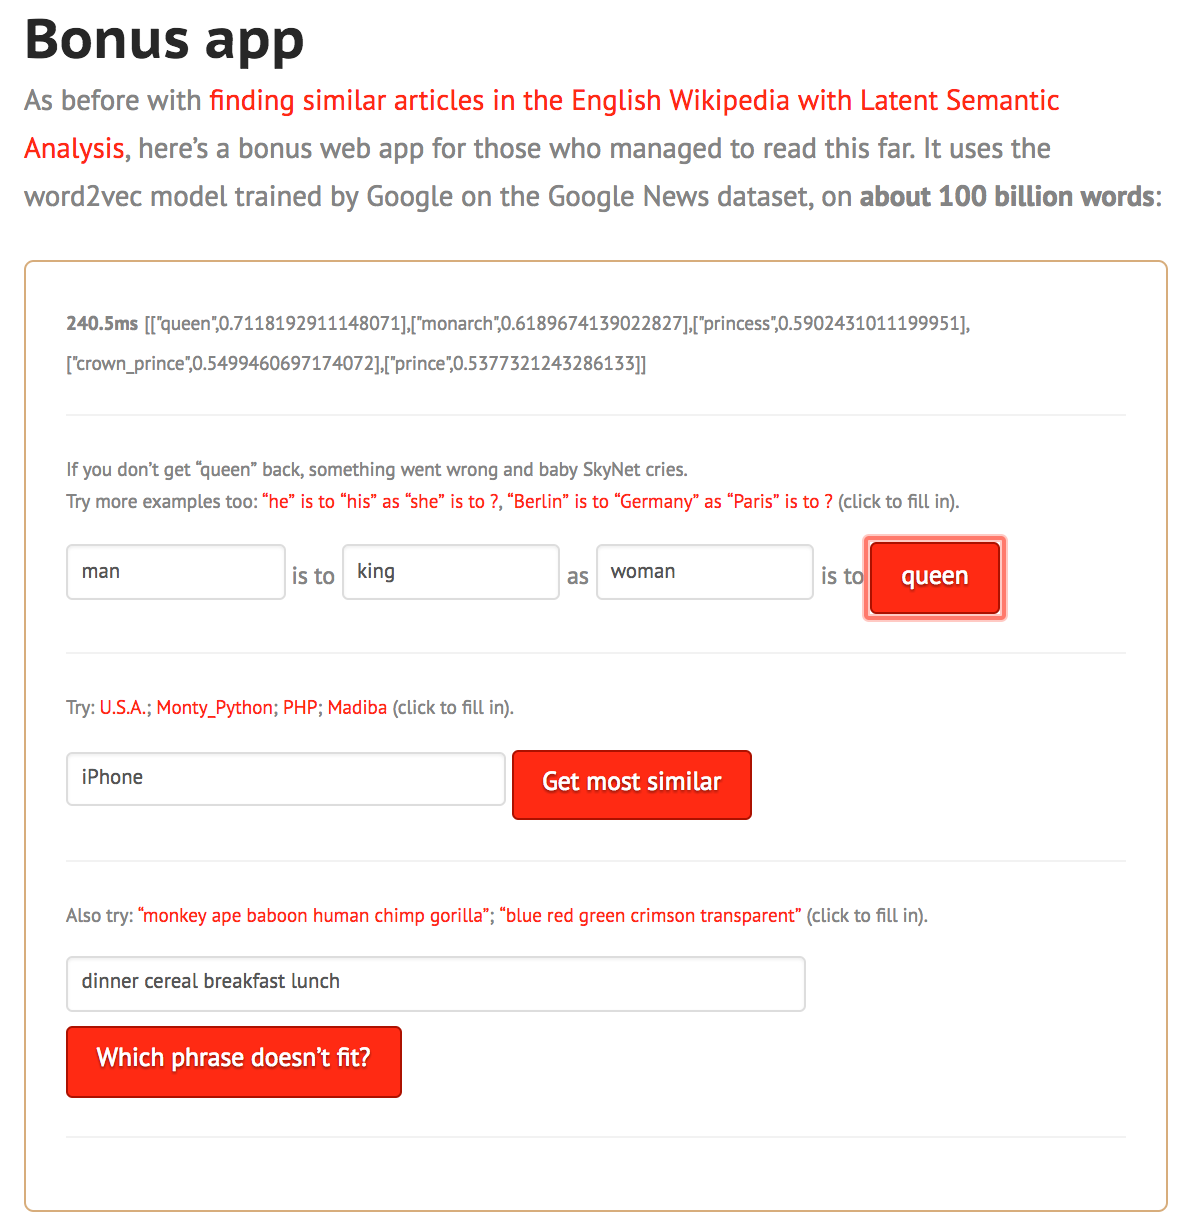 Bonus app
As before with finding similar articles in the English Wikipedia with Latent Semantic
Analysis, here’s a bonus web app for those who managed to read this far. It uses the
word2vec model trained by Google on the Google News dataset, on about 100 billion words:
240.5ms [["queen",0.7118192911148071],["monarch",0.6189674139022827],["princess",0.5902431011199951],
["crown_prince",0.5499460697174072],["prince",0.5377321243286133]]
If you don’t get “queen” back, something went wrong and baby SkyNet cries.
Try more examples too: “he” is to “his” as “she” is to ?, “Berlin” is to “Germany” as “Paris” is to ? (click to fill in).
man is to king as woman is to queen
Try: U.S.A.; Monty_Python; PHP; Madiba (click to fill in).
iPhone Get most similar
Also try: “monkey ape baboon human chimp gorilla”; “blue red green crimson transparent” (click to fill in).
dinner cereal breakfast lunch
Which phrase doesn’t fit?